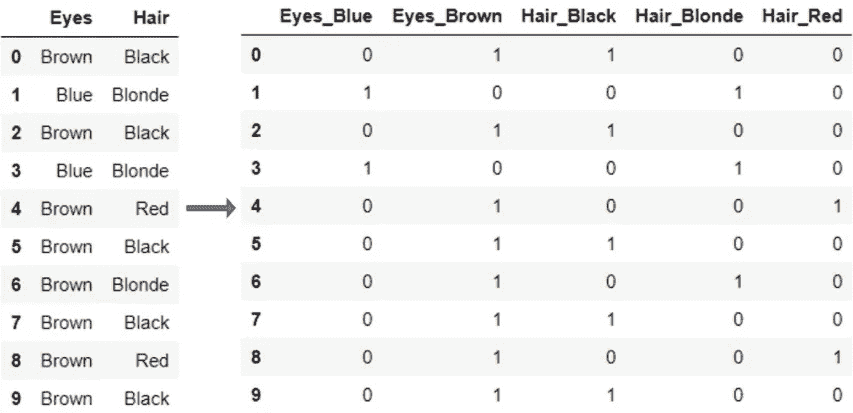 Eyes Hair Eyes_Blue Eyes_Brown Hair_Black Hair_Blonde Hair_Red
0 Brown Black 0 0 1 1 0 0
1 Blue Blonde 1 1 0 0 1 0
2 Brown Black 2 0 1 1 0 0
3 Blue Blonde 3 1 0 0 1 0
4 Brown Red 4 0 1 0 0 1
5 Brown Black 5 0 1 1 0 0
6 Brown Blonde 6 0 1 0 1 0
7 Brown Black 7 0 1 1 0 0
8 Brown Red 8 0 1 0 0 1
9 Brown Black 9 0 1 1 0 0